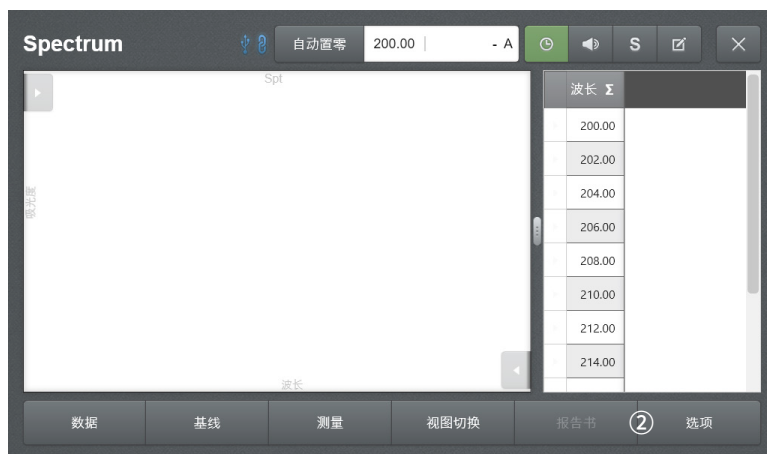 Spectrum 自动置零 200.00 - A S
Spt
吸光度
波长
波长 Σ
200.00
202.00
204.00
206.00
208.00
210.00
212.00
214.00
数据 基线 测量 视图切换 报告书 ② 选项